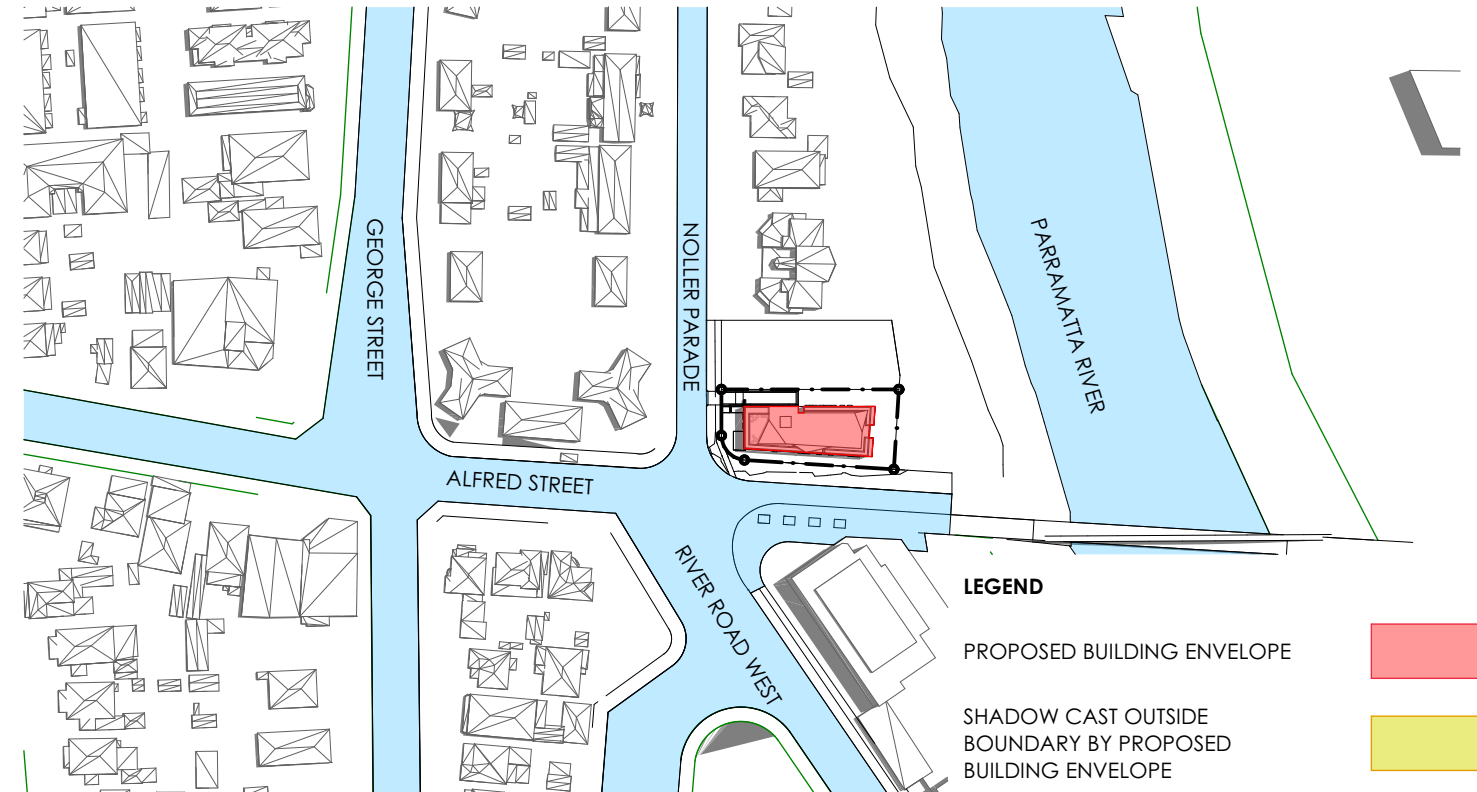 GEORGE STREET
NOLLER PARADE
PARRAMATTA RIVER
ALFRED STREET
RIVER ROAD WEST
LEGEND
PROPOSED BUILDING ENVELOPE
SHADOW CAST OUTSIDE
BOUNDARY BY PROPOSED
BUILDING ENVELOPE